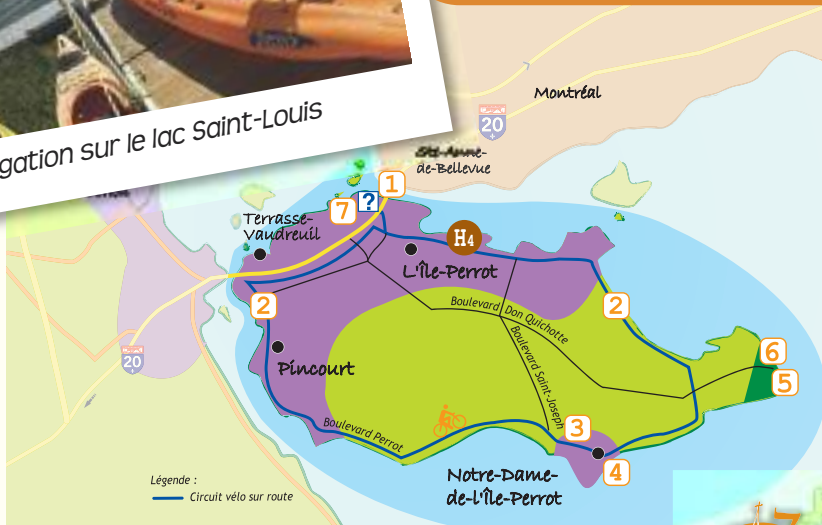 gation sur le lac Saint-Louis
Montréal
20
de-Bellevue
1
?
7
Terrasse-
Vaudreuil
H4
L'Île-Perrot
2
2
Boulevard Don Quichotte
Boulevard Saint-Joseph
20
Pincourt
6
5
Boulevard Perrot
3
4
Notre-Dame-
de-l'Île-Perrot
Légende :
Circuit vélo sur route